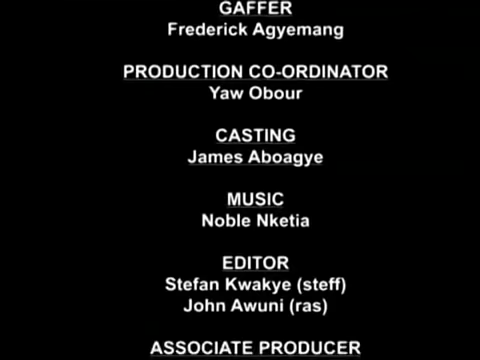 GAFFER
Frederick Agyemang
PRODUCTION CO-ORDINATOR
Yaw Obour
CASTING
James Aboagye
MUSIC
Noble Nketia
EDITOR
Stefan Kwakye (steff)
John Awuni (ras)
ASSOCIATE PRODUCER